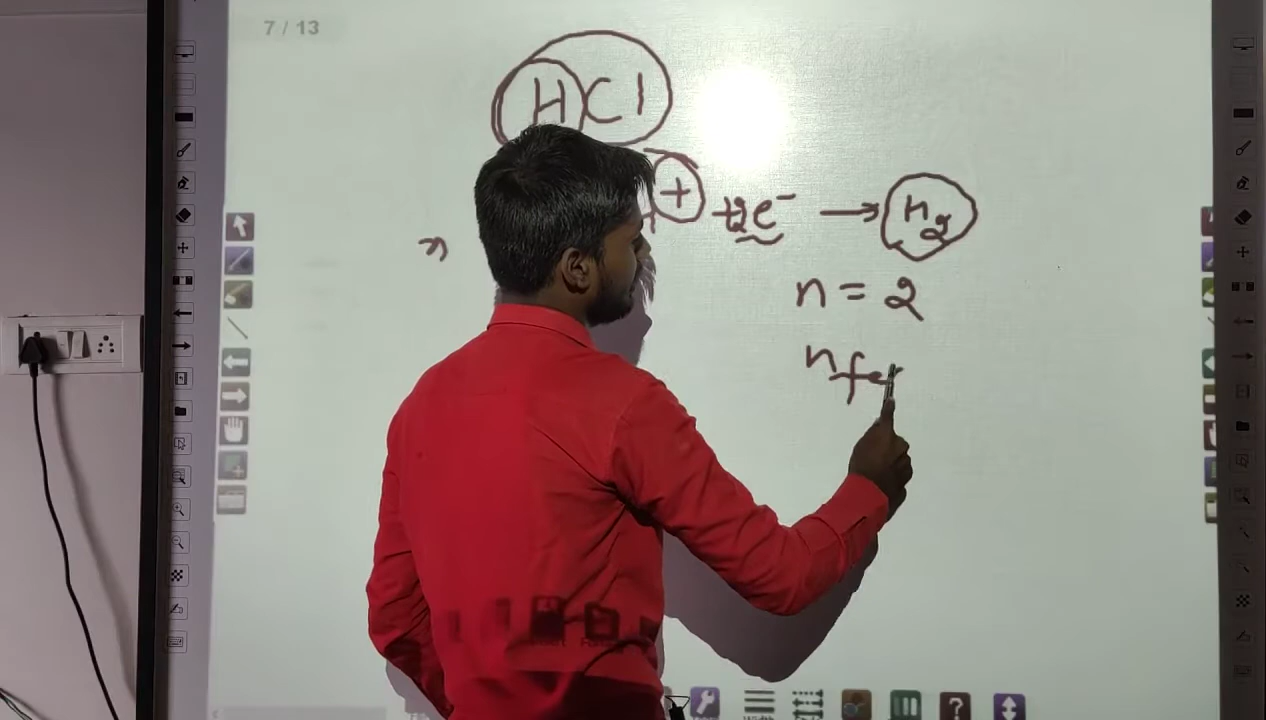 7 / 13
HCl
+ +2e⁻ → H₂
n = 2
nfe